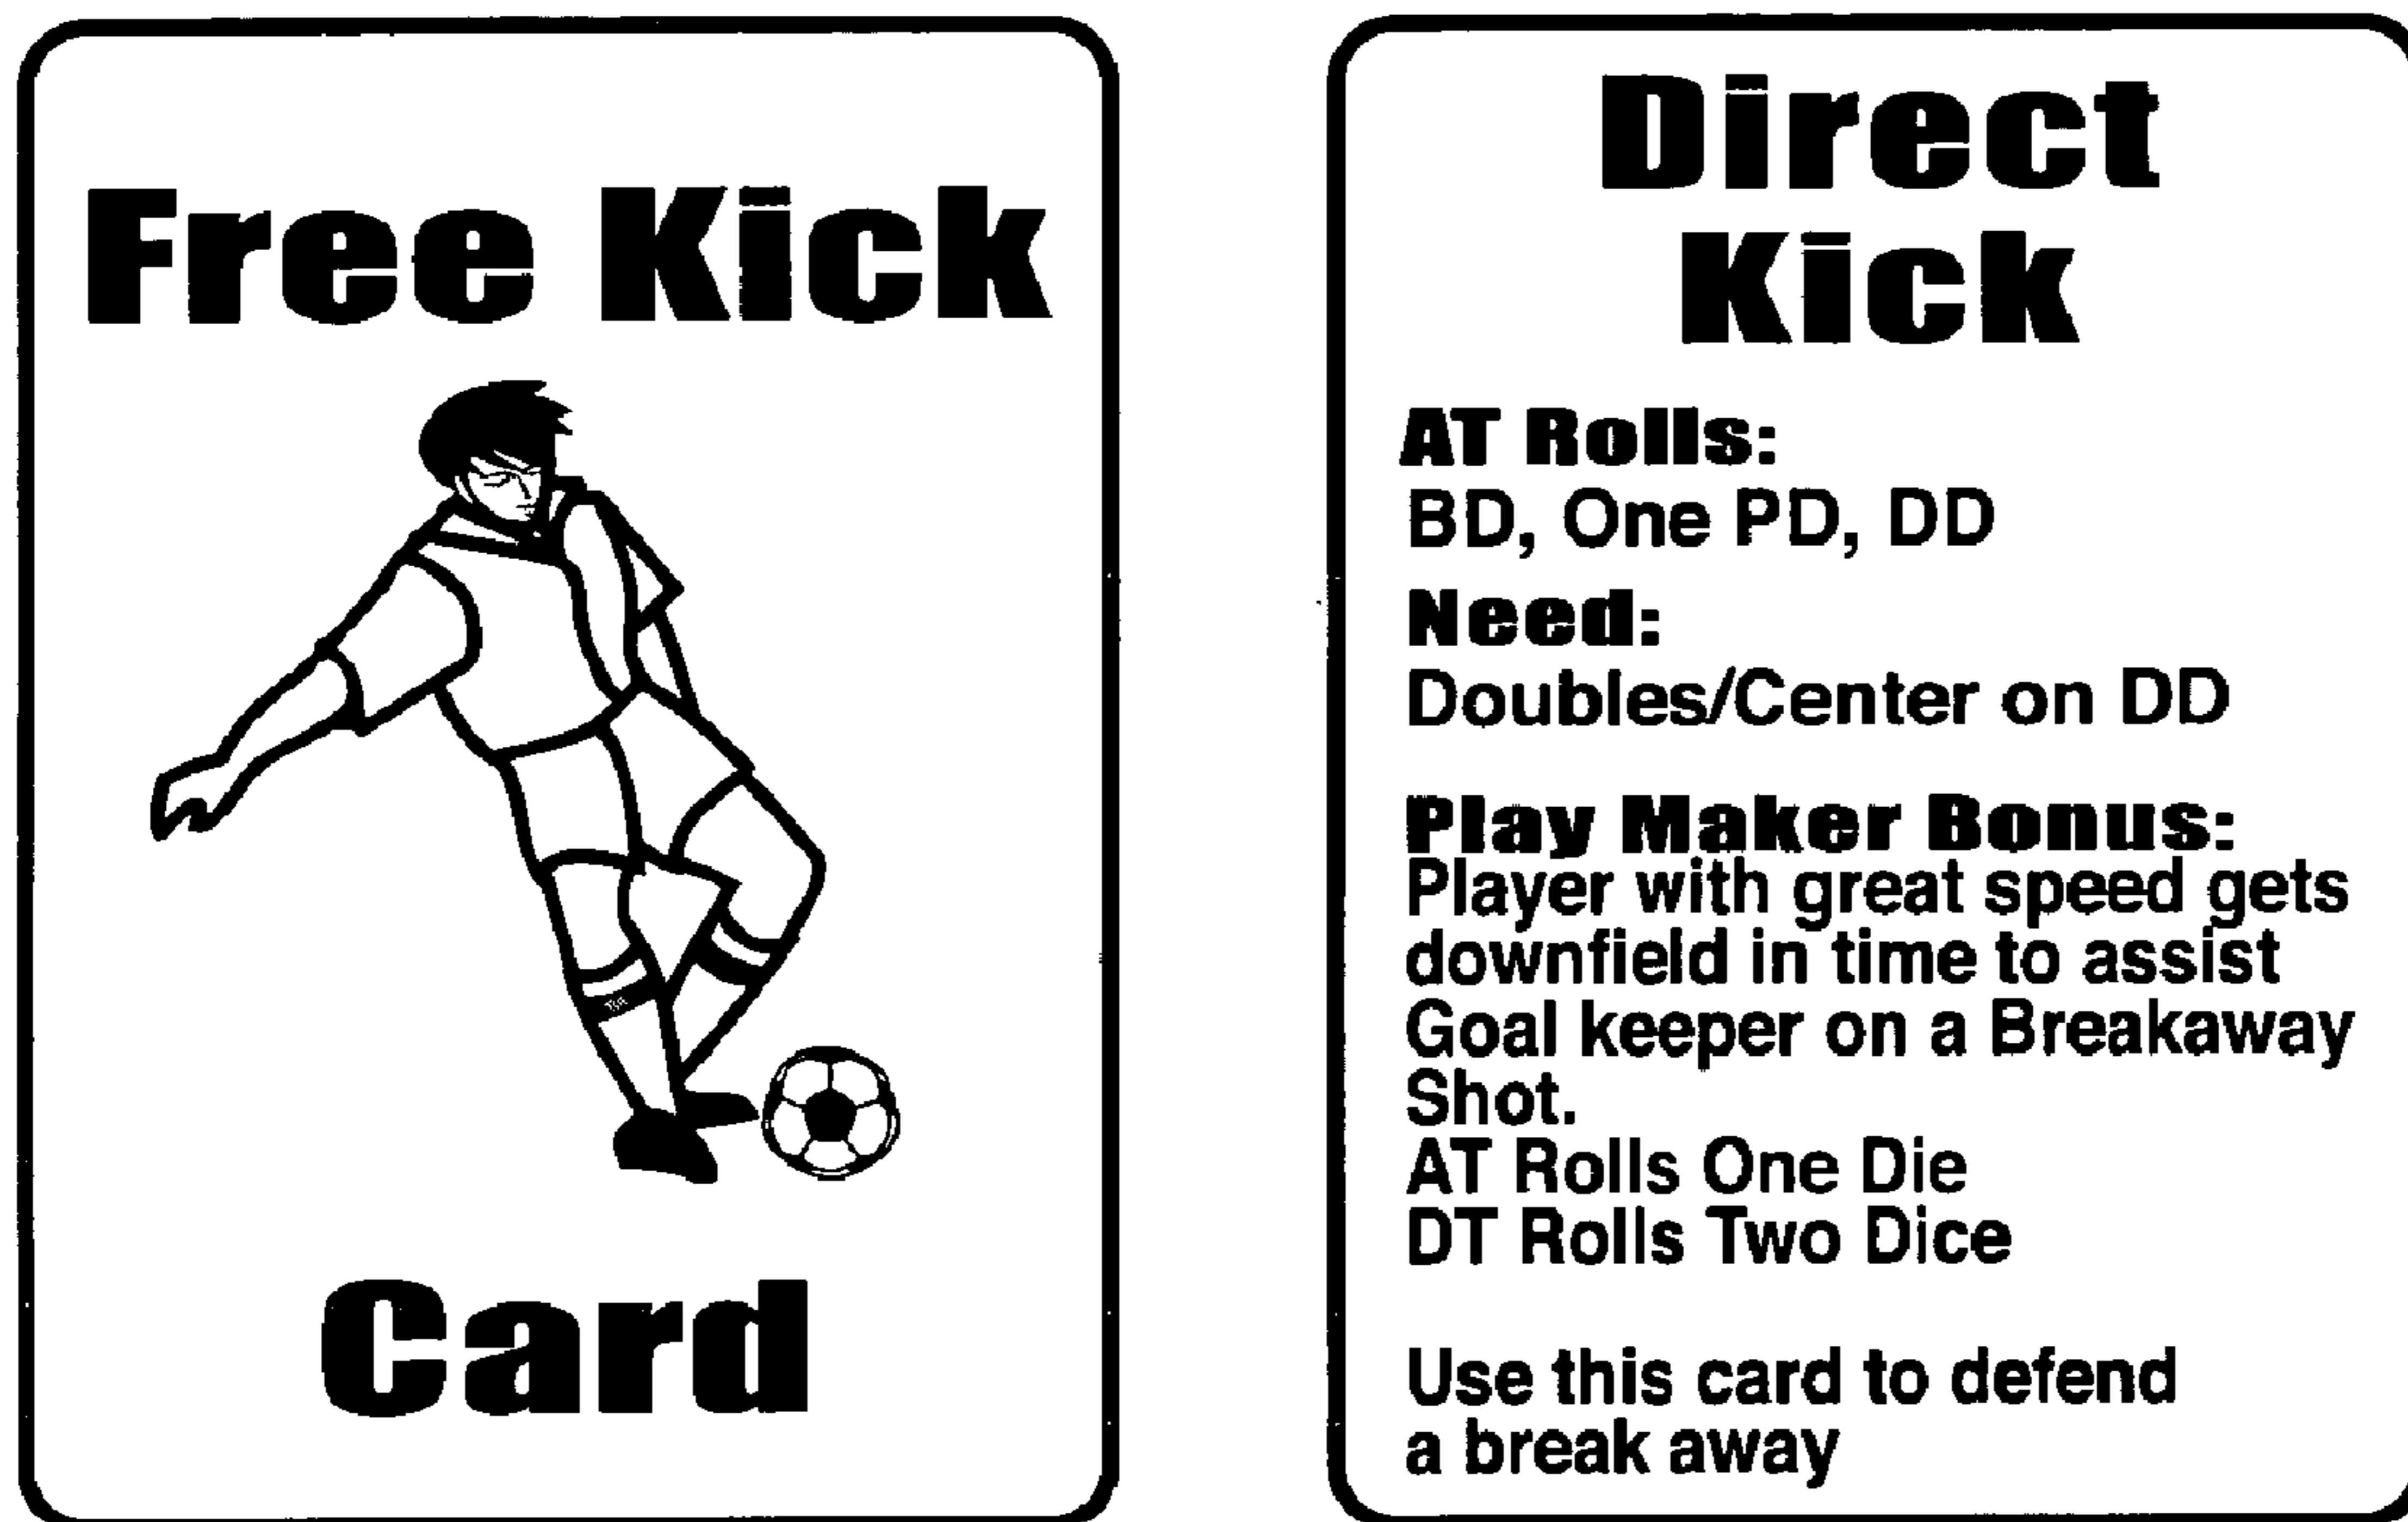 Free Kick
Card
Direct
Kick
AT Rolls:
BD, One PD, DD
Need:
Doubles/Center on DD
Play Maker Bonus:
Player with great speed gets
downfield in time to assist
Goal keeper on a Breakaway
Shot.
AT Rolls One Die
DT Rolls Two Dice
Use this card to defend
a break away